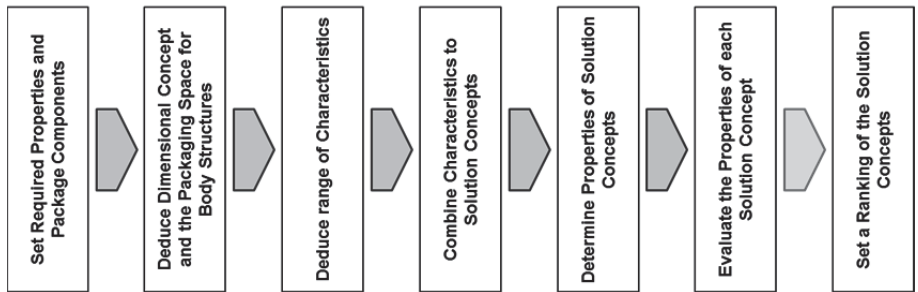 Set Required Properties and
Package Components
Deduce Dimensional Concept
and the Packaging Space for
Body Structures
Deduce range of Characteristics
Combine Characteristics to
Solution Concepts
Determine Properties of Solution
Concepts
Evaluate the Properties of each
Solution Concept
Set a Ranking of the Solution
Concepts